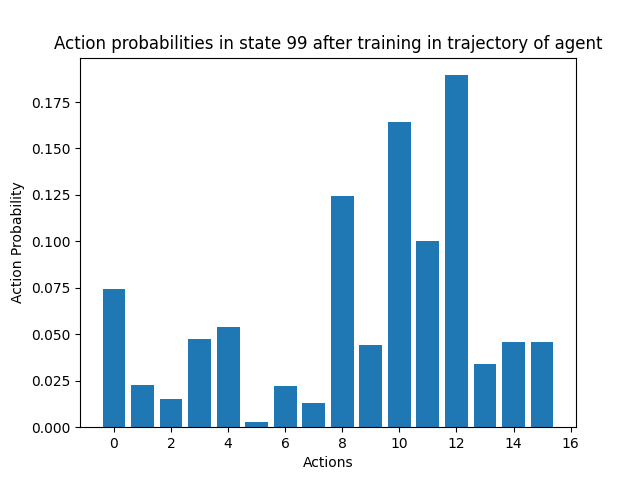 Action probabilities in state 99 after training in trajectory of agent
0.175
0.150
0.125
0.100
0.075
0.050
0.025
0.000
Action Probability
0 2 4 6 8 10 12 14 16
Actions